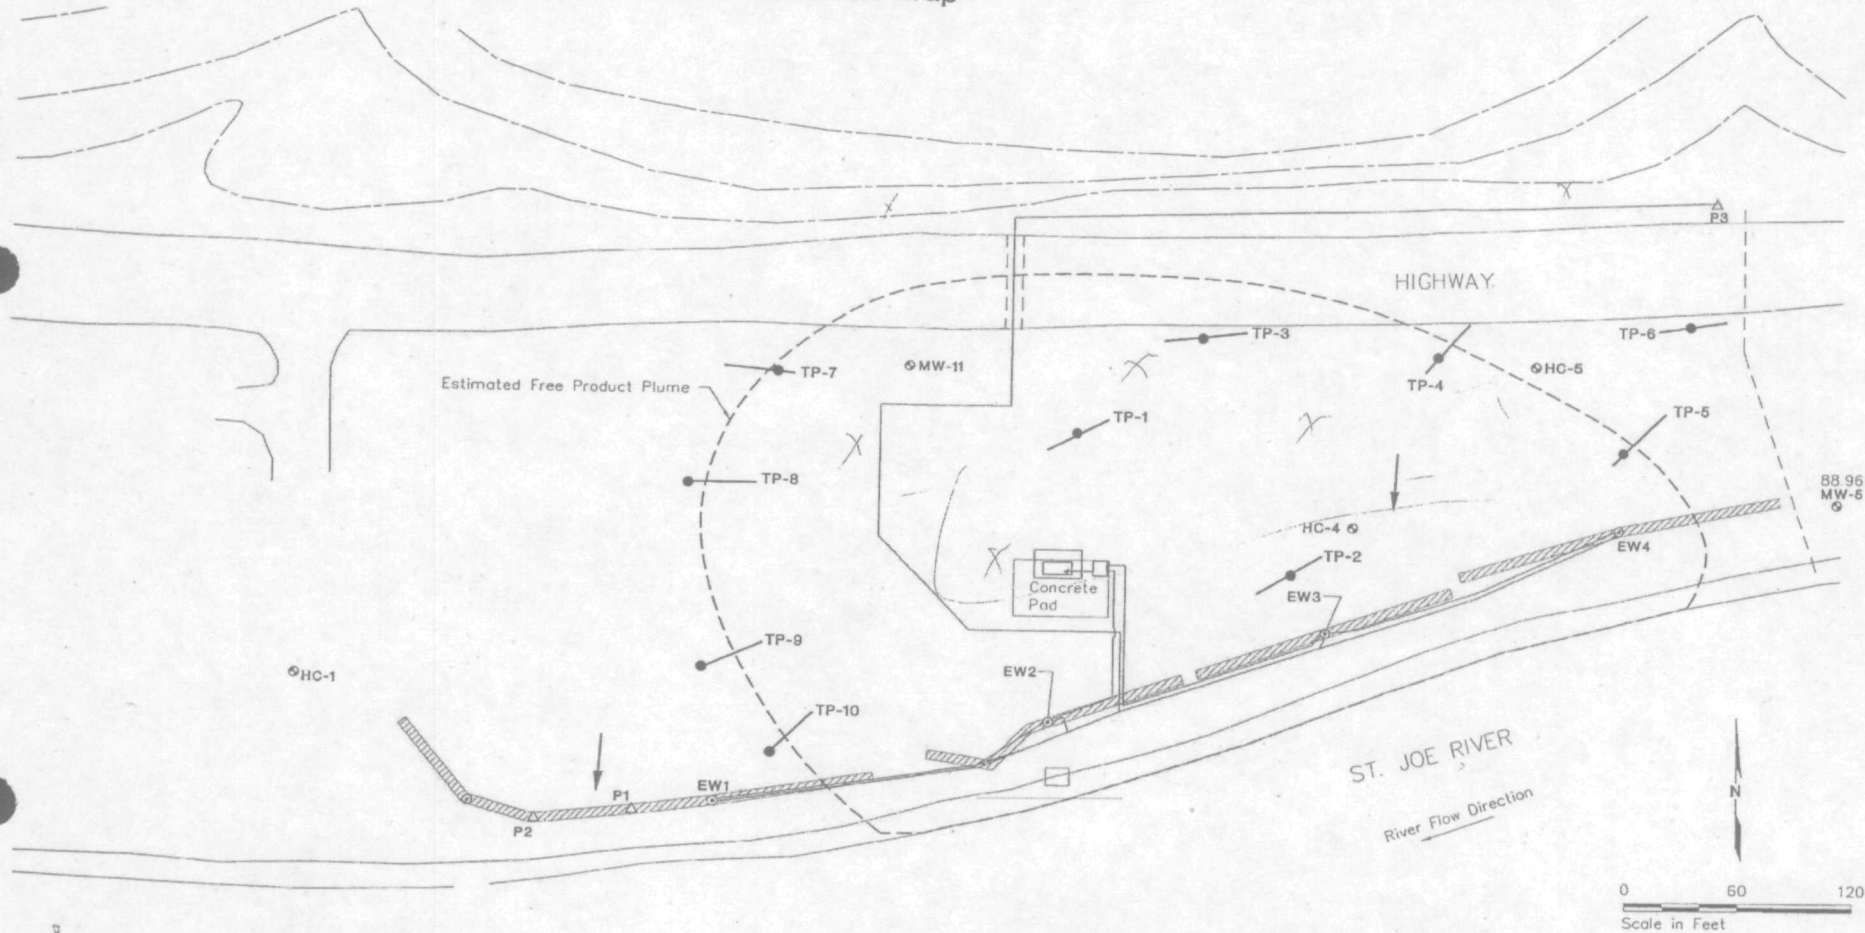 P3
HIGHWAY
TP-3
TP-6
TP-7
MW-11
TP-4
HC-5
Estimated Free Product Plume
TP-1
TP-5
TP-8
88.96
MW-5
HC-4
EW4
TP-2
Concrete
Pad
EW3
TP-9
HC-1
EW2
TP-10
ST. JOE RIVER
P1
EW1
P2
N
River Flow Direction
0 60 120
Scale in Feet